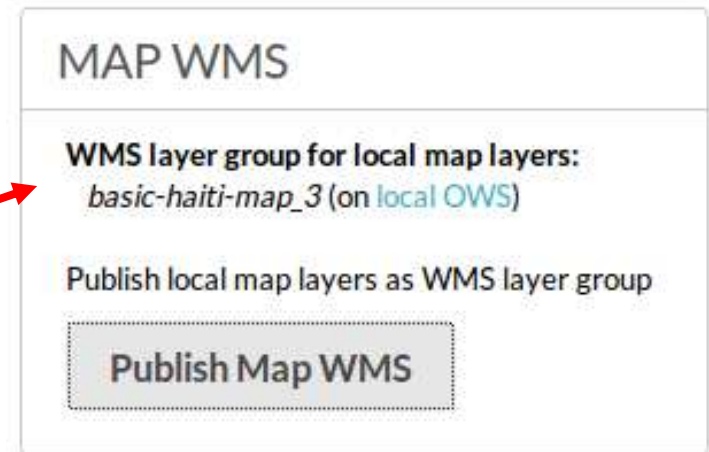 MAP WMS
WMS layer group for local map layers:
basic-haiti-map_3 (on local OWS)
Publish local map layers as WMS layer group
Publish Map WMS